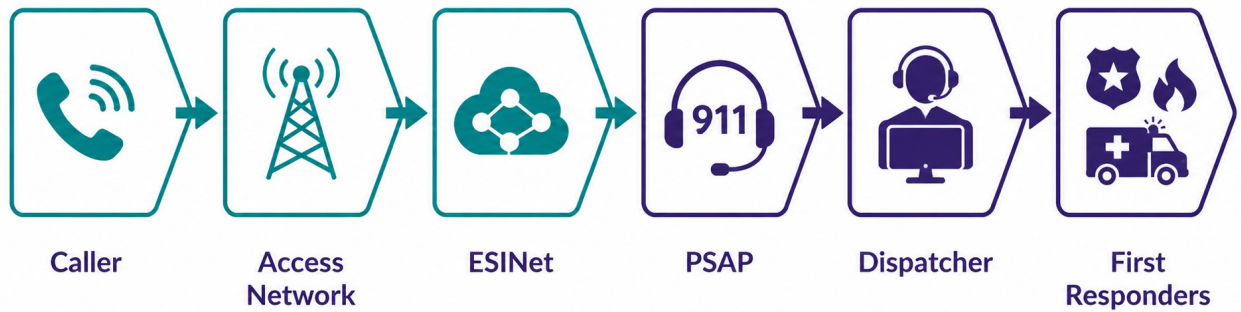 911
Caller
Access
Network
ESINet
PSAP
Dispatcher
First
Responders